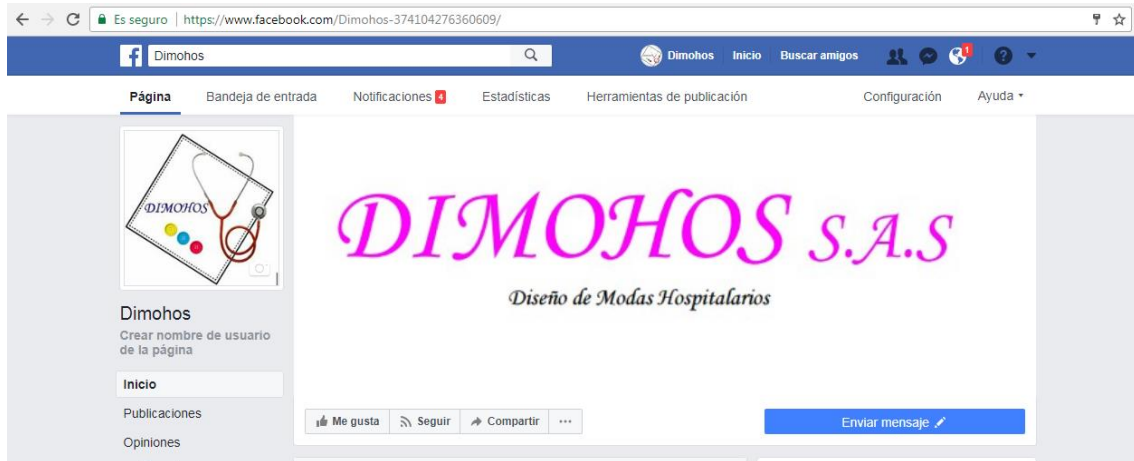 Es seguro | https://www.facebook.com/Dimohos-374104276360609/
f Dimohos Dimohos Inicio Buscar amigos 1 ?
Página Bandeja de entrada Notificaciones 4 Estadísticas Herramientas de publicación Configuración Ayuda
DIMOHOS
DIMOHOS S.A.S
Diseño de Modas Hospitalarios
Dimohos
Crear nombre de usuario
de la página
Inicio
Publicaciones
Opiniones
Me gusta Seguir Compartir ... Enviar mensaje